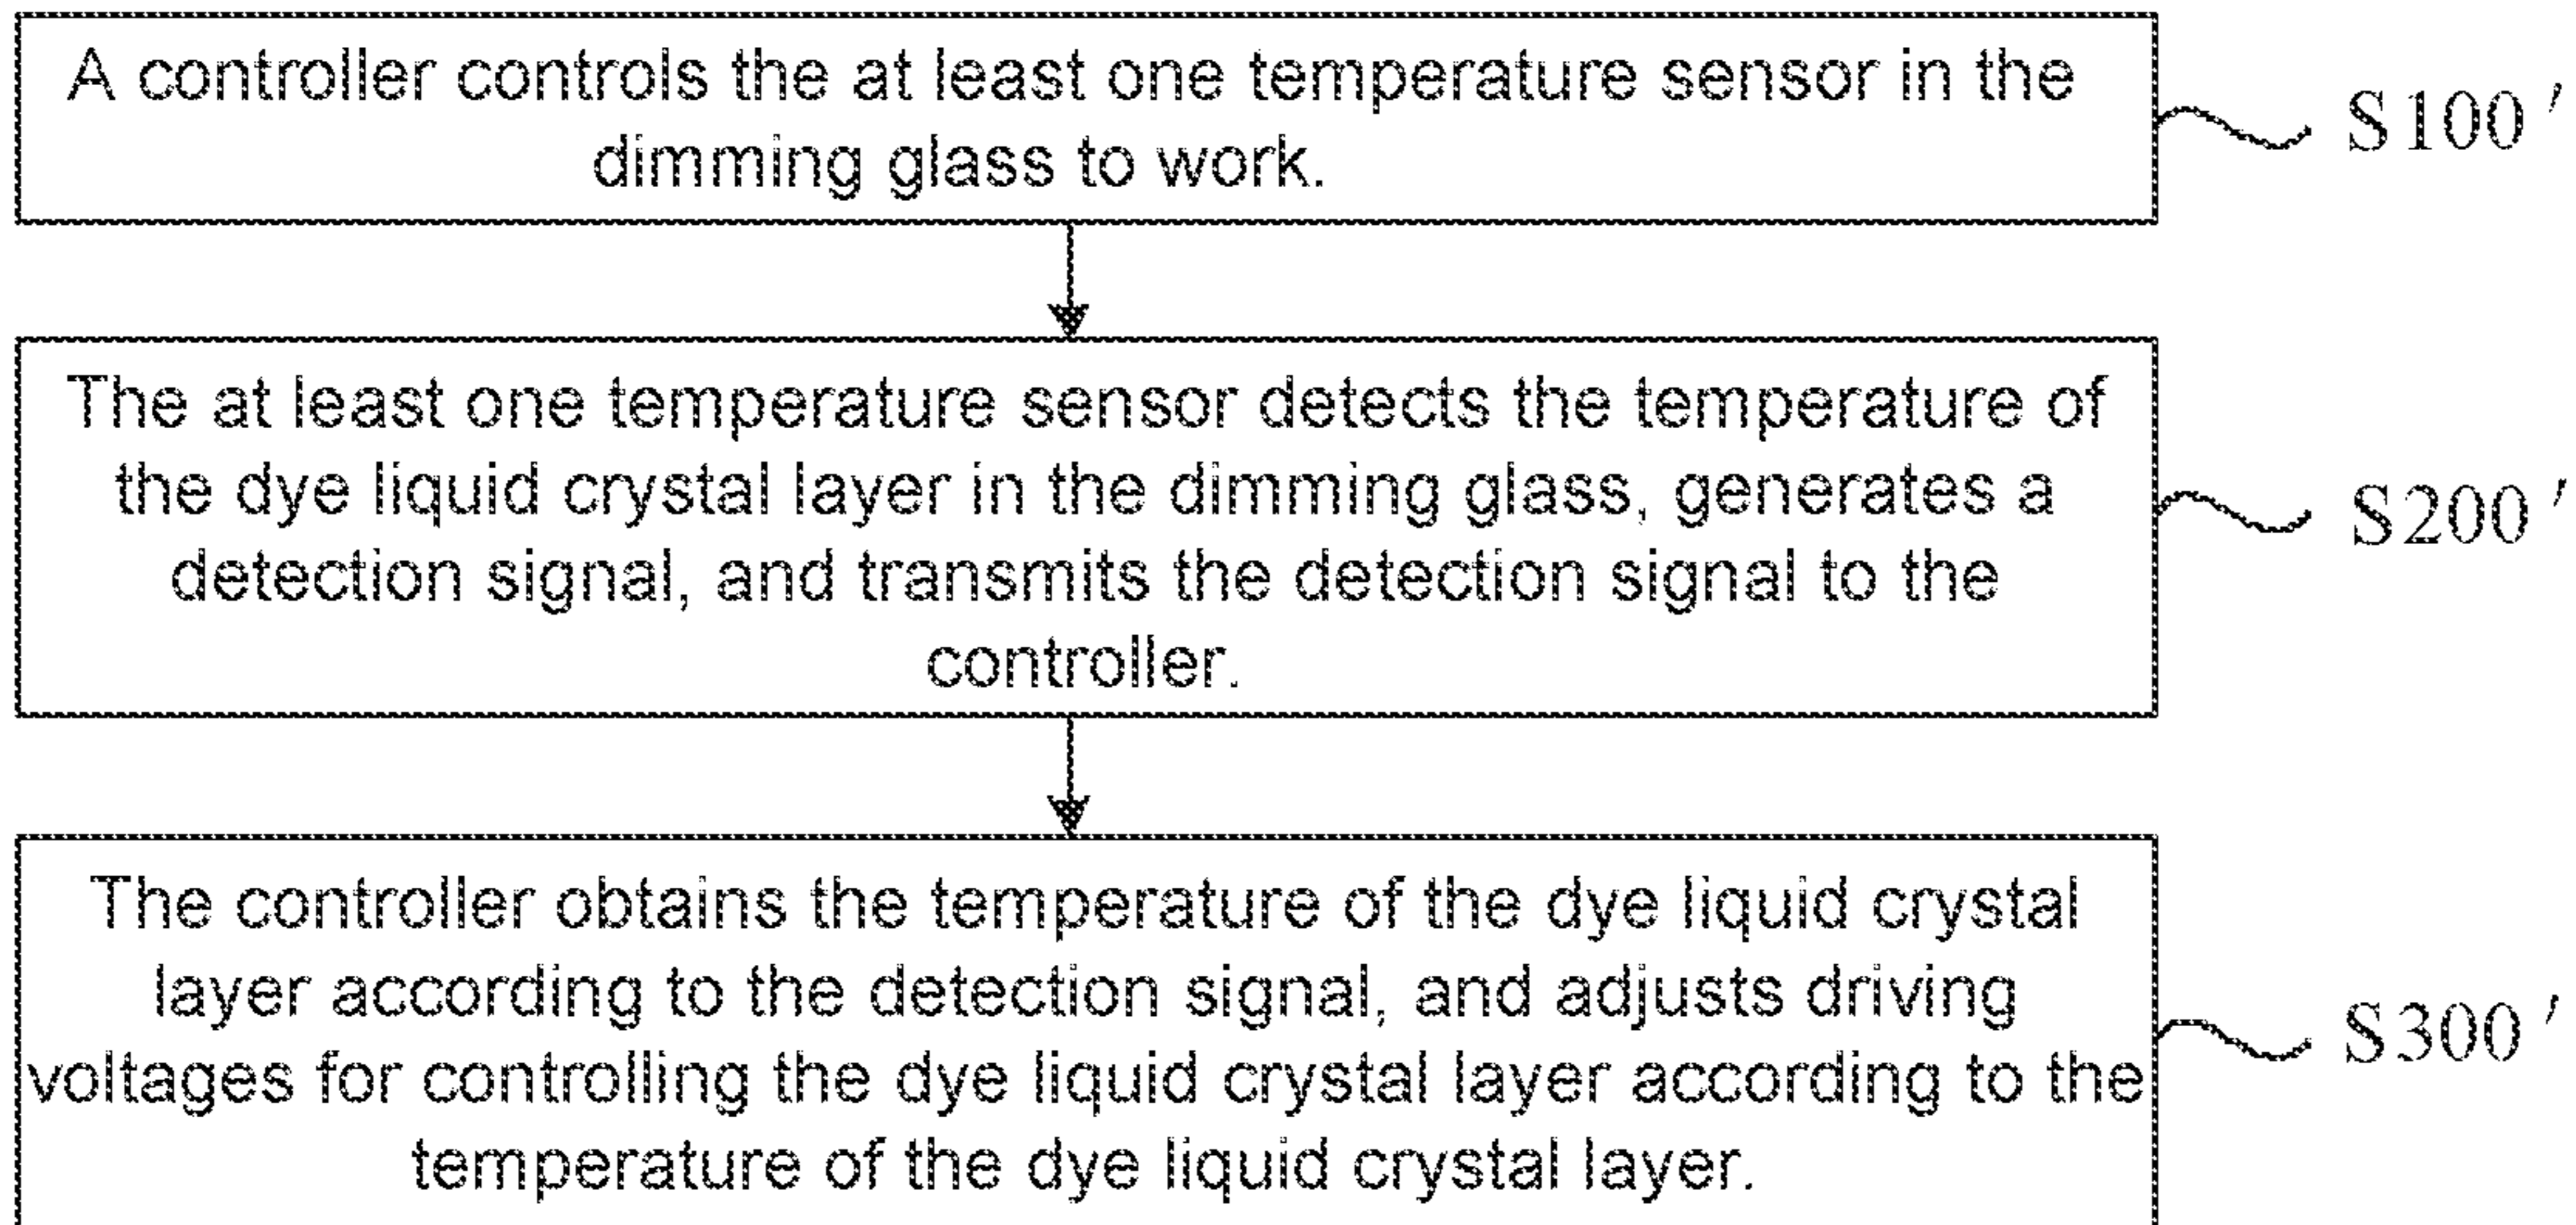 A controller controls the at least one temperature sensor in the
dimming glass to work.
S100'
The at least one temperature sensor detects the temperature of
the dye liquid crystal layer in the dimming glass, generates a
detection signal, and transmits the detection signal to the
controller.
S200'
The controller obtains the temperature of the dye liquid crystal
layer according to the detection signal, and adjusts driving
voltages for controlling the dye liquid crystal layer according to the
temperature of the dye liquid crystal layer.
S300'